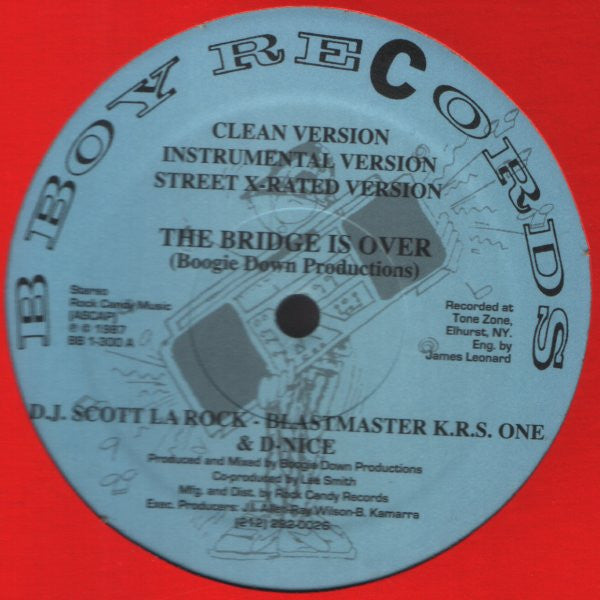 B BOY RECORDS
CLEAN VERSION
INSTRUMENTAL VERSION
STREET X-RATED VERSION
THE BRIDGE IS OVER
(Boogie Down Productions)
Stereo
Rock Candy Music
[ASCAP]
℗ © 1987
BB 1-300 A
Recorded at
Tone Zone,
Elhurst, NY.
Eng. by
James Leonard
D.J. SCOTT LA ROCK - BLASTMASTER K.R.S. ONE
& D-NICE
Produced and Mixed by Boogie Down Productions
Co-produced by Lee Smith
Mfg. and Dist. by Rock Candy Records
Exec. Producers: J.L. Allen-Ray Wilson-B. Kamarra
(212) 292-0026